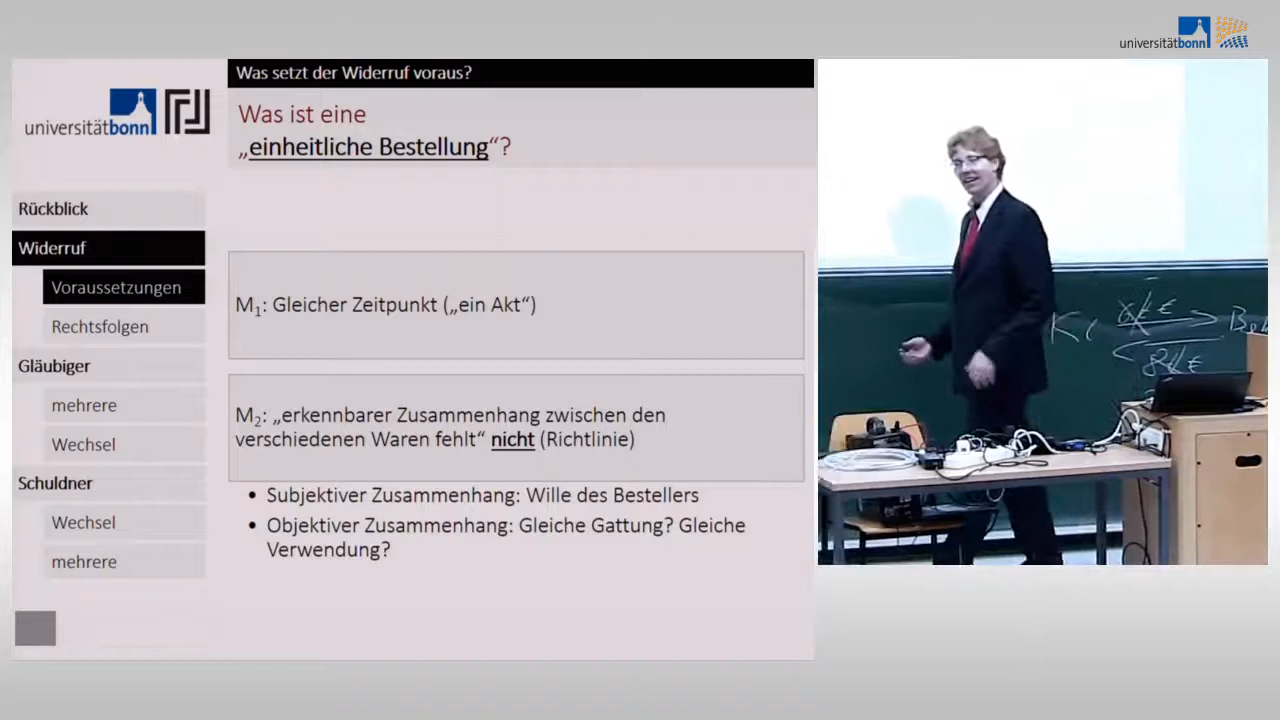 universitätbonn
Was setzt der Widerruf voraus?
universitätbonn
Was ist eine
„einheitliche Bestellung“?
Rückblick
Widerruf
Voraussetzungen
Rechtsfolgen
Gläubiger
mehrere
Wechsel
Schuldner
Wechsel
mehrere
M1: Gleicher Zeitpunkt („ein Akt“)
M2: „erkennbarer Zusammenhang zwischen den
verschiedenen Waren fehlt“ nicht (Richtlinie)
• Subjektiver Zusammenhang: Wille des Bestellers
• Objektiver Zusammenhang: Gleiche Gattung? Gleiche
Verwendung?